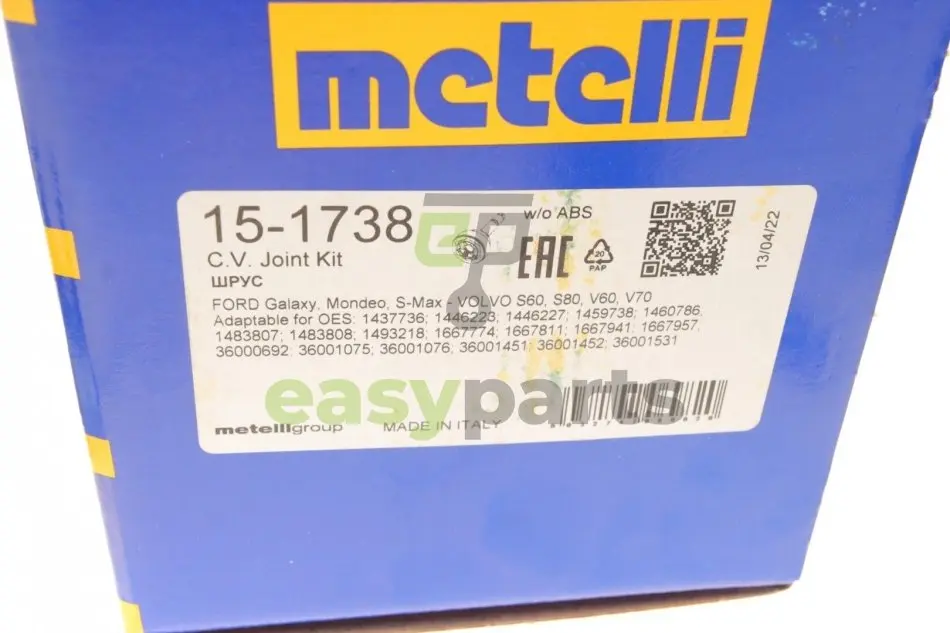 metelli
15-1738
w/o ABS
C.V. Joint Kit
ШРУС
EAC
20
PAP
13/04/22
FORD Galaxy, Mondeo, S-Max - VOLVO S60, S80, V60, V70
Adaptable for OES: 1437736; 1446223; 1446227; 1459738; 1460786;
1483807; 1483808; 1493218; 1667774; 1667811; 1667941; 1667957;
36000692; 36001075; 36001076; 36001451; 36001452; 36001531
easyparts
metelligroup
MADE IN ITALY